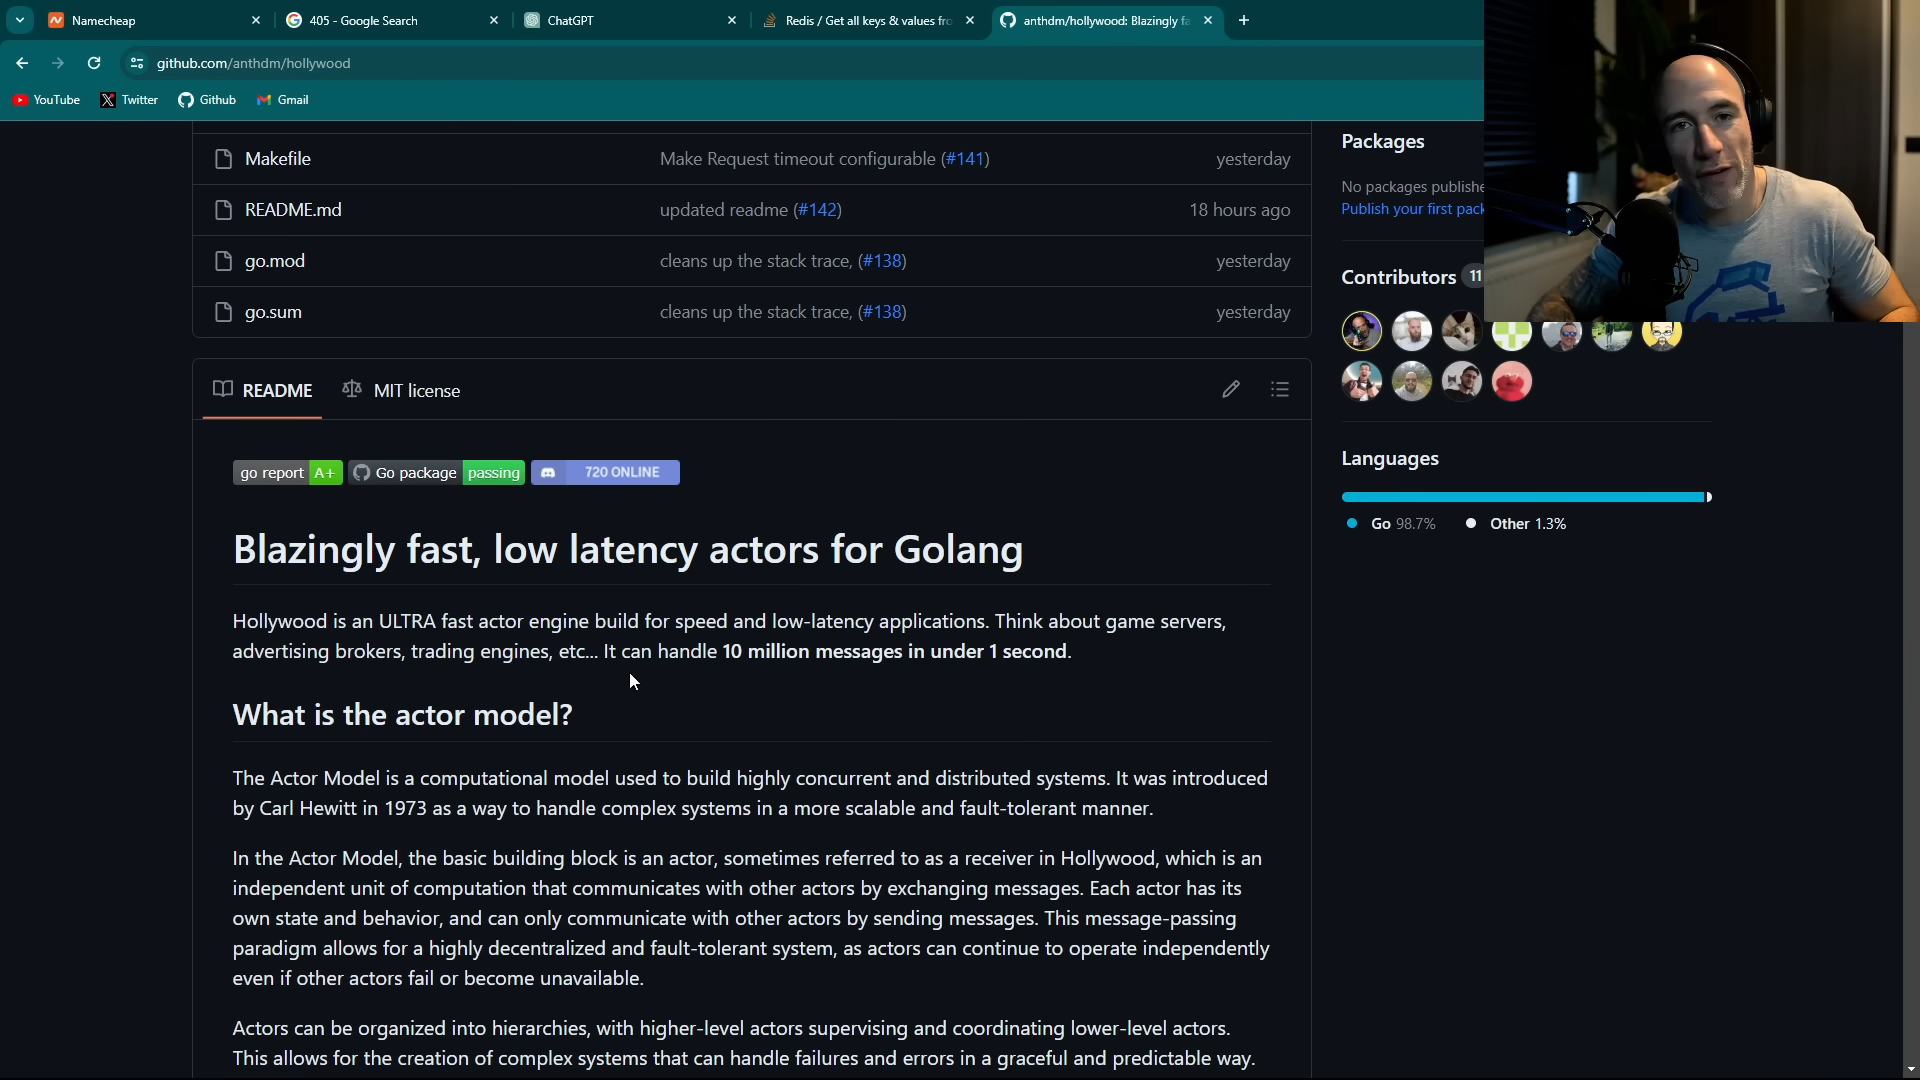 Namecheap
405 - Google Search
ChatGPT
Redis / Get all keys & values fro
anthdm/hollywood: Blazingly fa
github.com/anthdm/hollywood
YouTube
Twitter
Github
Gmail
Makefile
Make Request timeout configurable (#141)
yesterday
README.md
updated readme (#142)
18 hours ago
go.mod
cleans up the stack trace, (#138)
yesterday
go.sum
cleans up the stack trace, (#138)
yesterday
README
MIT license
go report A+
Go package passing
720 ONLINE
Blazingly fast, low latency actors for Golang
Hollywood is an ULTRA fast actor engine build for speed and low-latency applications. Think about game servers,
advertising brokers, trading engines, etc... It can handle 10 million messages in under 1 second.
What is the actor model?
The Actor Model is a computational model used to build highly concurrent and distributed systems. It was introduced
by Carl Hewitt in 1973 as a way to handle complex systems in a more scalable and fault-tolerant manner.
In the Actor Model, the basic building block is an actor, sometimes referred to as a receiver in Hollywood, which is an
independent unit of computation that communicates with other actors by exchanging messages. Each actor has its
own state and behavior, and can only communicate with other actors by sending messages. This message-passing
paradigm allows for a highly decentralized and fault-tolerant system, as actors can continue to operate independently
even if other actors fail or become unavailable.
Actors can be organized into hierarchies, with higher-level actors supervising and coordinating lower-level actors.
This allows for the creation of complex systems that can handle failures and errors in a graceful and predictable way.
Packages
No packages publishe
Publish your first pack
Contributors 11
Languages
Go 98.7%
Other 1.3%